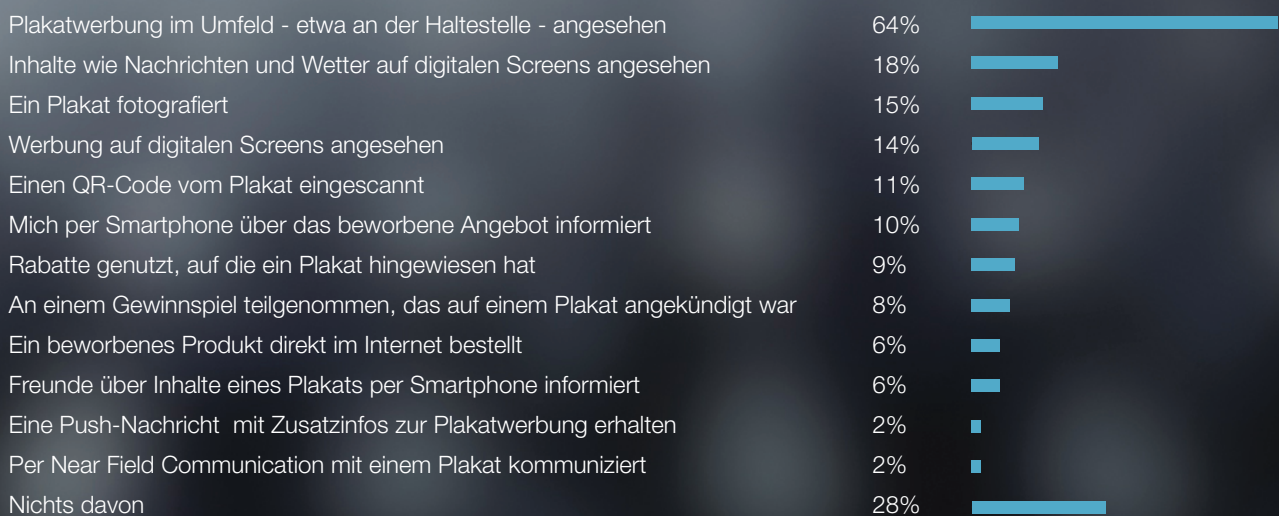 Plakatwerbung im Umfeld - etwa an der Haltestelle - angesehen 64%
Inhalte wie Nachrichten und Wetter auf digitalen Screens angesehen 18%
Ein Plakat fotografiert 15%
Werbung auf digitalen Screens angesehen 14%
Einen QR-Code vom Plakat eingescannt 11%
Mich per Smartphone über das beworbene Angebot informiert 10%
Rabatte genutzt, auf die ein Plakat hingewiesen hat 9%
An einem Gewinnspiel teilgenommen, das auf einem Plakat angekündigt war 8%
Ein beworbenes Produkt direkt im Internet bestellt 6%
Freunde über Inhalte eines Plakats per Smartphone informiert 6%
Eine Push-Nachricht mit Zusatzinfos zur Plakatwerbung erhalten 2%
Per Near Field Communication mit einem Plakat kommuniziert 2%
Nichts davon 28%